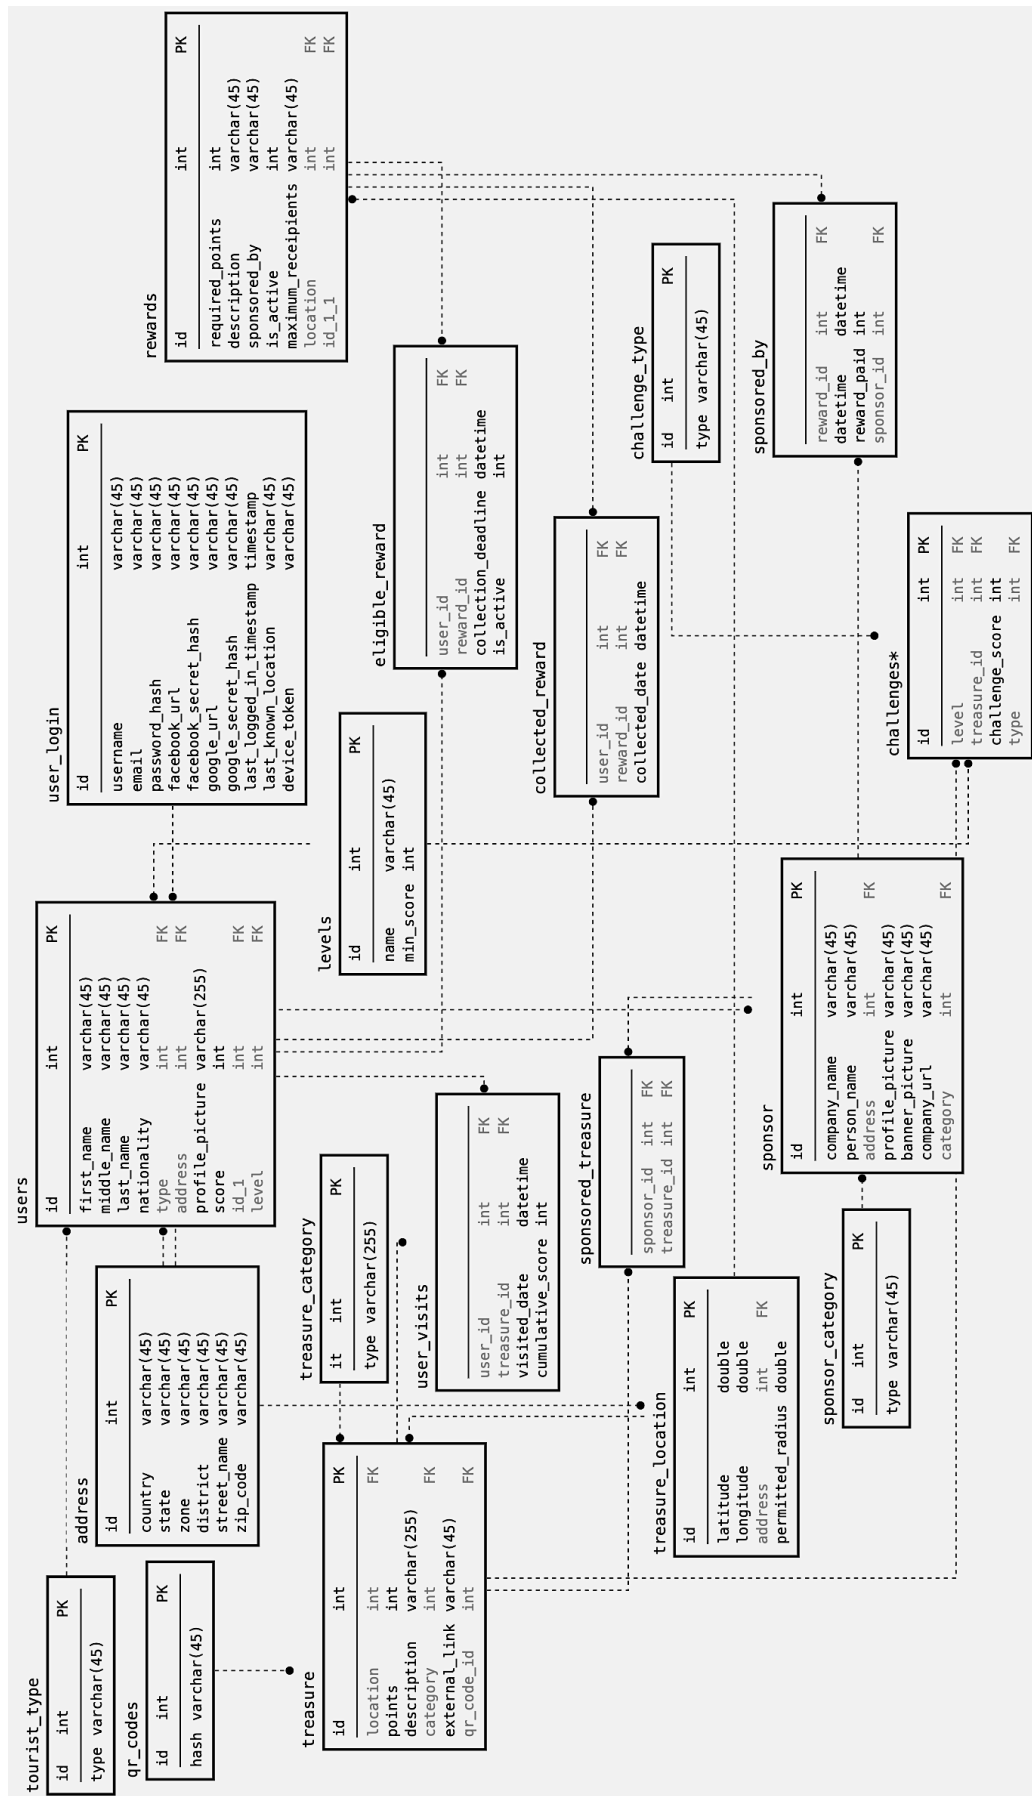 tourist_type
id int PK
type varchar(45)
qr_codes
id int PK
hash varchar(45)
address
id int PK
country varchar(45)
state varchar(45)
zone varchar(45)
district varchar(45)
street_name varchar(45)
zip_code varchar(45)
users
id int PK
first_name varchar(45)
middle_name varchar(45)
last_name varchar(45)
nationality varchar(45)
type int FK
address int FK
profile_picture varchar(255)
score int
id_1 int FK
level int FK
user_login
id int PK
username varchar(45)
email varchar(45)
password_hash varchar(45)
facebook_url varchar(45)
facebook_secret_hash varchar(45)
google_url varchar(45)
google_secret_hash varchar(45)
last_logged_in_timestamp timestamp
last_known_location varchar(45)
device_token varchar(45)
rewards
id int PK
required_points int
description varchar(45)
sponsored_by varchar(45)
is_active int
maximum_receipients varchar(45)
location int FK
id_1_1 int FK
treasure
id int PK
location int FK
points int
description varchar(255)
category int FK
external_link varchar(45)
qr_code_id int FK
treasure_category
it int PK
type varchar(255)
user_visits
user_id int FK
treasure_id int FK
visited_date datetime
cumulative_score int
levels
id int PK
name varchar(45)
min_score int
eligible_reward
user_id int FK
reward_id int FK
collection_deadline datetime
is_active int
collected_reward
user_id int FK
reward_id int FK
collected_date datetime
sponsored_treasure
sponsor_id int FK
treasure_id int FK
challenge_type
id int PK
type varchar(45)
treasure_location
id int PK
latitude double
longitude double
address int FK
permitted_radius double
sponsor
id int PK
company_name varchar(45)
person_name varchar(45)
address int FK
profile_picture varchar(45)
banner_picture varchar(45)
company_url varchar(45)
category int FK
sponsored_by
reward_id int FK
datetime datetime
reward_paid int
sponsor_id int FK
sponsor_category
id int PK
type varchar(45)
challenges*
id int PK
level int FK
treasure_id int FK
challenge_score int
type int FK